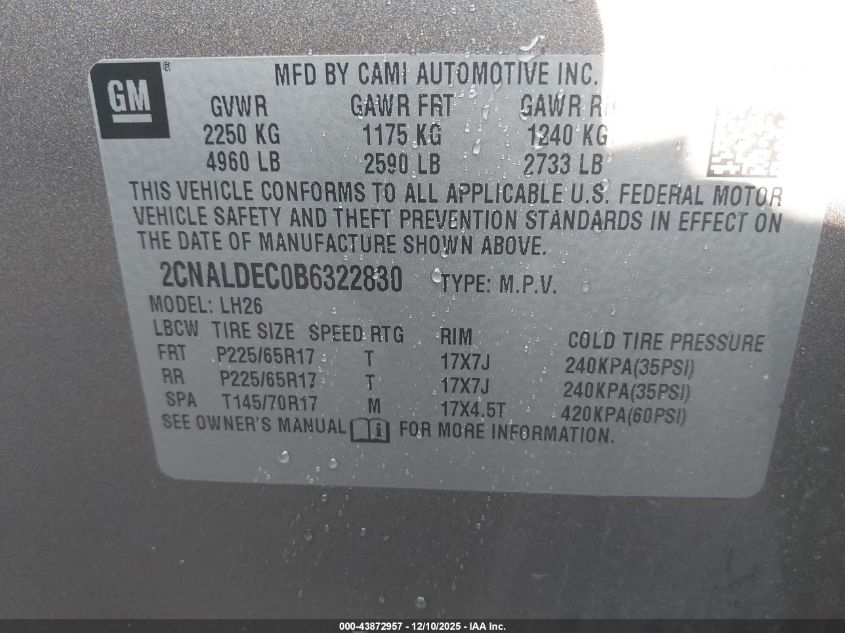 GM ®
MFD BY CAMI AUTOMOTIVE INC.
GVWR GAWR FRT GAWR RR
2250 KG 1175 KG 1240 KG
4960 LB 2590 LB 2733 LB
THIS VEHICLE CONFORMS TO ALL APPLICABLE U.S. FEDERAL MOTOR
VEHICLE SAFETY AND THEFT PREVENTION STANDARDS IN EFFECT ON
THE DATE OF MANUFACTURE SHOWN ABOVE.
2CNALDEC0B6322830 TYPE: M.P.V.
MODEL: LH26
LBCW TIRE SIZE SPEED RTG RIM COLD TIRE PRESSURE
FRT P225/65R17 T 17X7J 240KPA(35PSI)
RR P225/65R17 T 17X7J 240KPA(35PSI)
SPA T145/70R17 M 17X4.5T 420KPA(60PSI)
SEE OWNER'S MANUAL i FOR MORE INFORMATION.
000-43872957 - 12/10/2025 - IAA Inc.